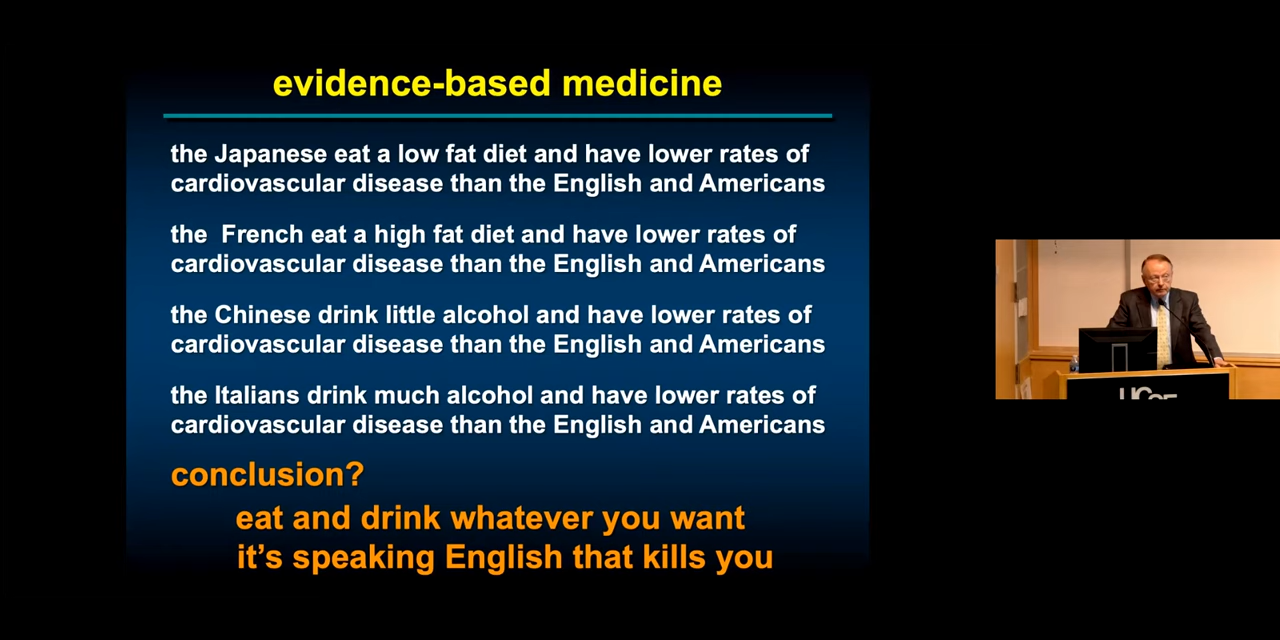 evidence-based medicine
the Japanese eat a low fat diet and have lower rates of
cardiovascular disease than the English and Americans
the French eat a high fat diet and have lower rates of
cardiovascular disease than the English and Americans
the Chinese drink little alcohol and have lower rates of
cardiovascular disease than the English and Americans
the Italians drink much alcohol and have lower rates of
cardiovascular disease than the English and Americans
conclusion?
eat and drink whatever you want
it's speaking English that kills you